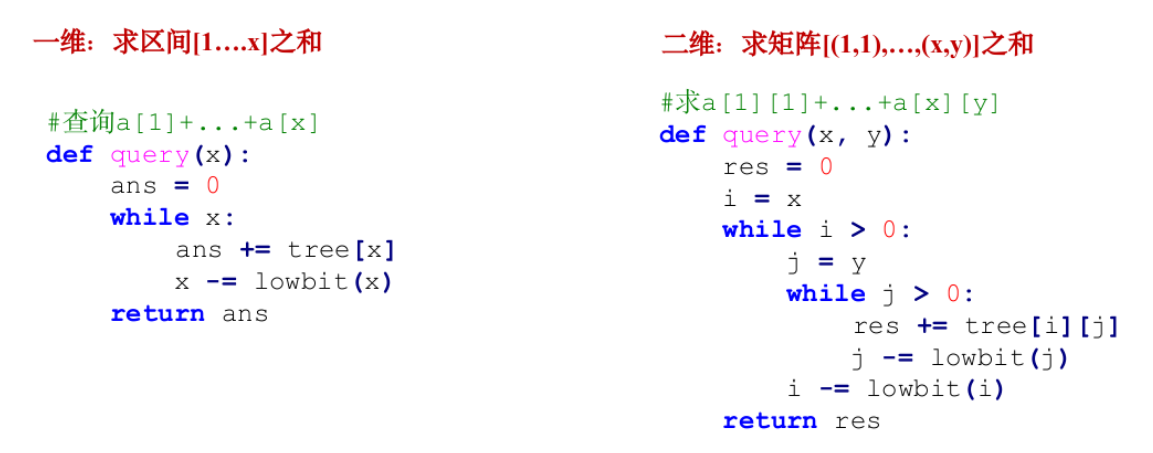 一维：求区间[1….x]之和
#查询a[1]+...+a[x]
def query(x):
    ans = 0
    while x:
        ans += tree[x]
        x -= lowbit(x)
    return ans
二维：求矩阵[(1,1),…,(x,y)]之和
#求a[1][1]+...+a[x][y]
def query(x, y):
    res = 0
    i = x
    while i > 0:
        j = y
        while j > 0:
            res += tree[i][j]
            j -= lowbit(j)
        i -= lowbit(i)
    return res